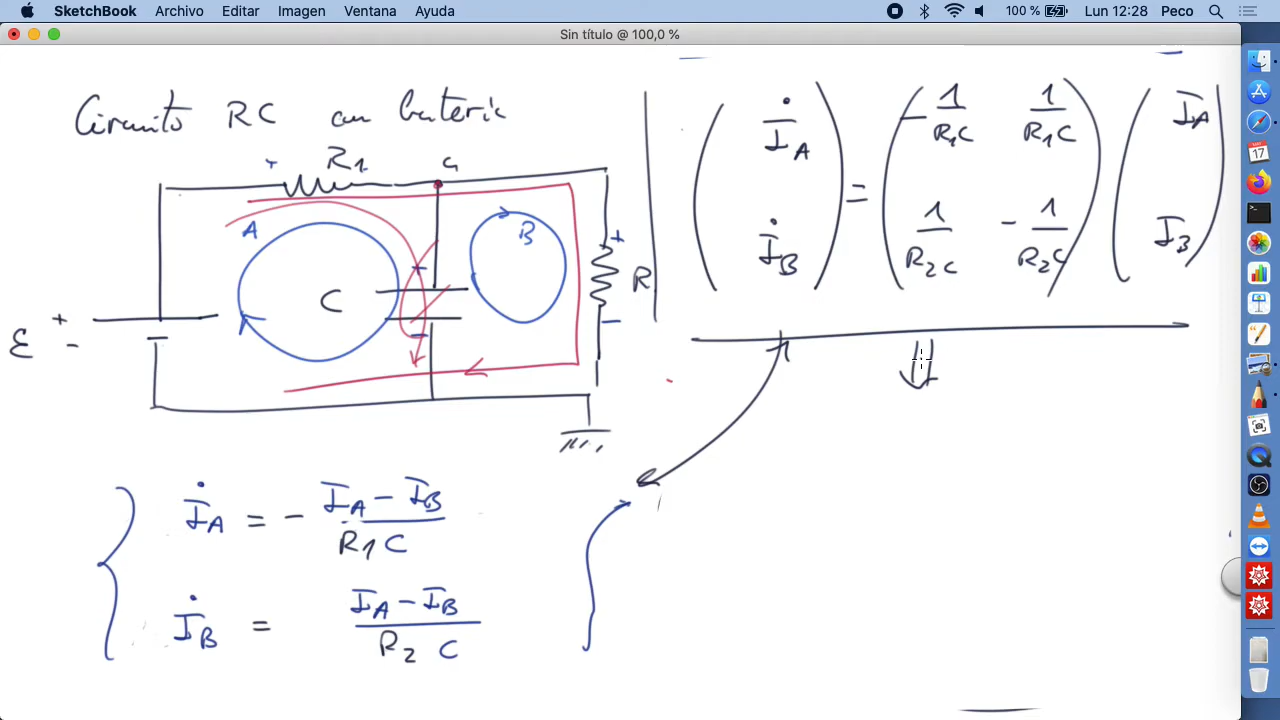 SketchBook Archivo Editar Imagen Ventana Ayuda 100 % Lun 12:28 Peco
Sin título @ 100,0 %
Circuito RC con batería
R1
G
A
B
C
R
ε
+
-
+
+
-
+
-
İA = - (IA - IB) / (R1 C)
İB = (IA - IB) / (R2 C)
(İA) = (-1/R1C 1/R1C) (IA)
(İB) (1/R2C -1/R2C) (IB)
17